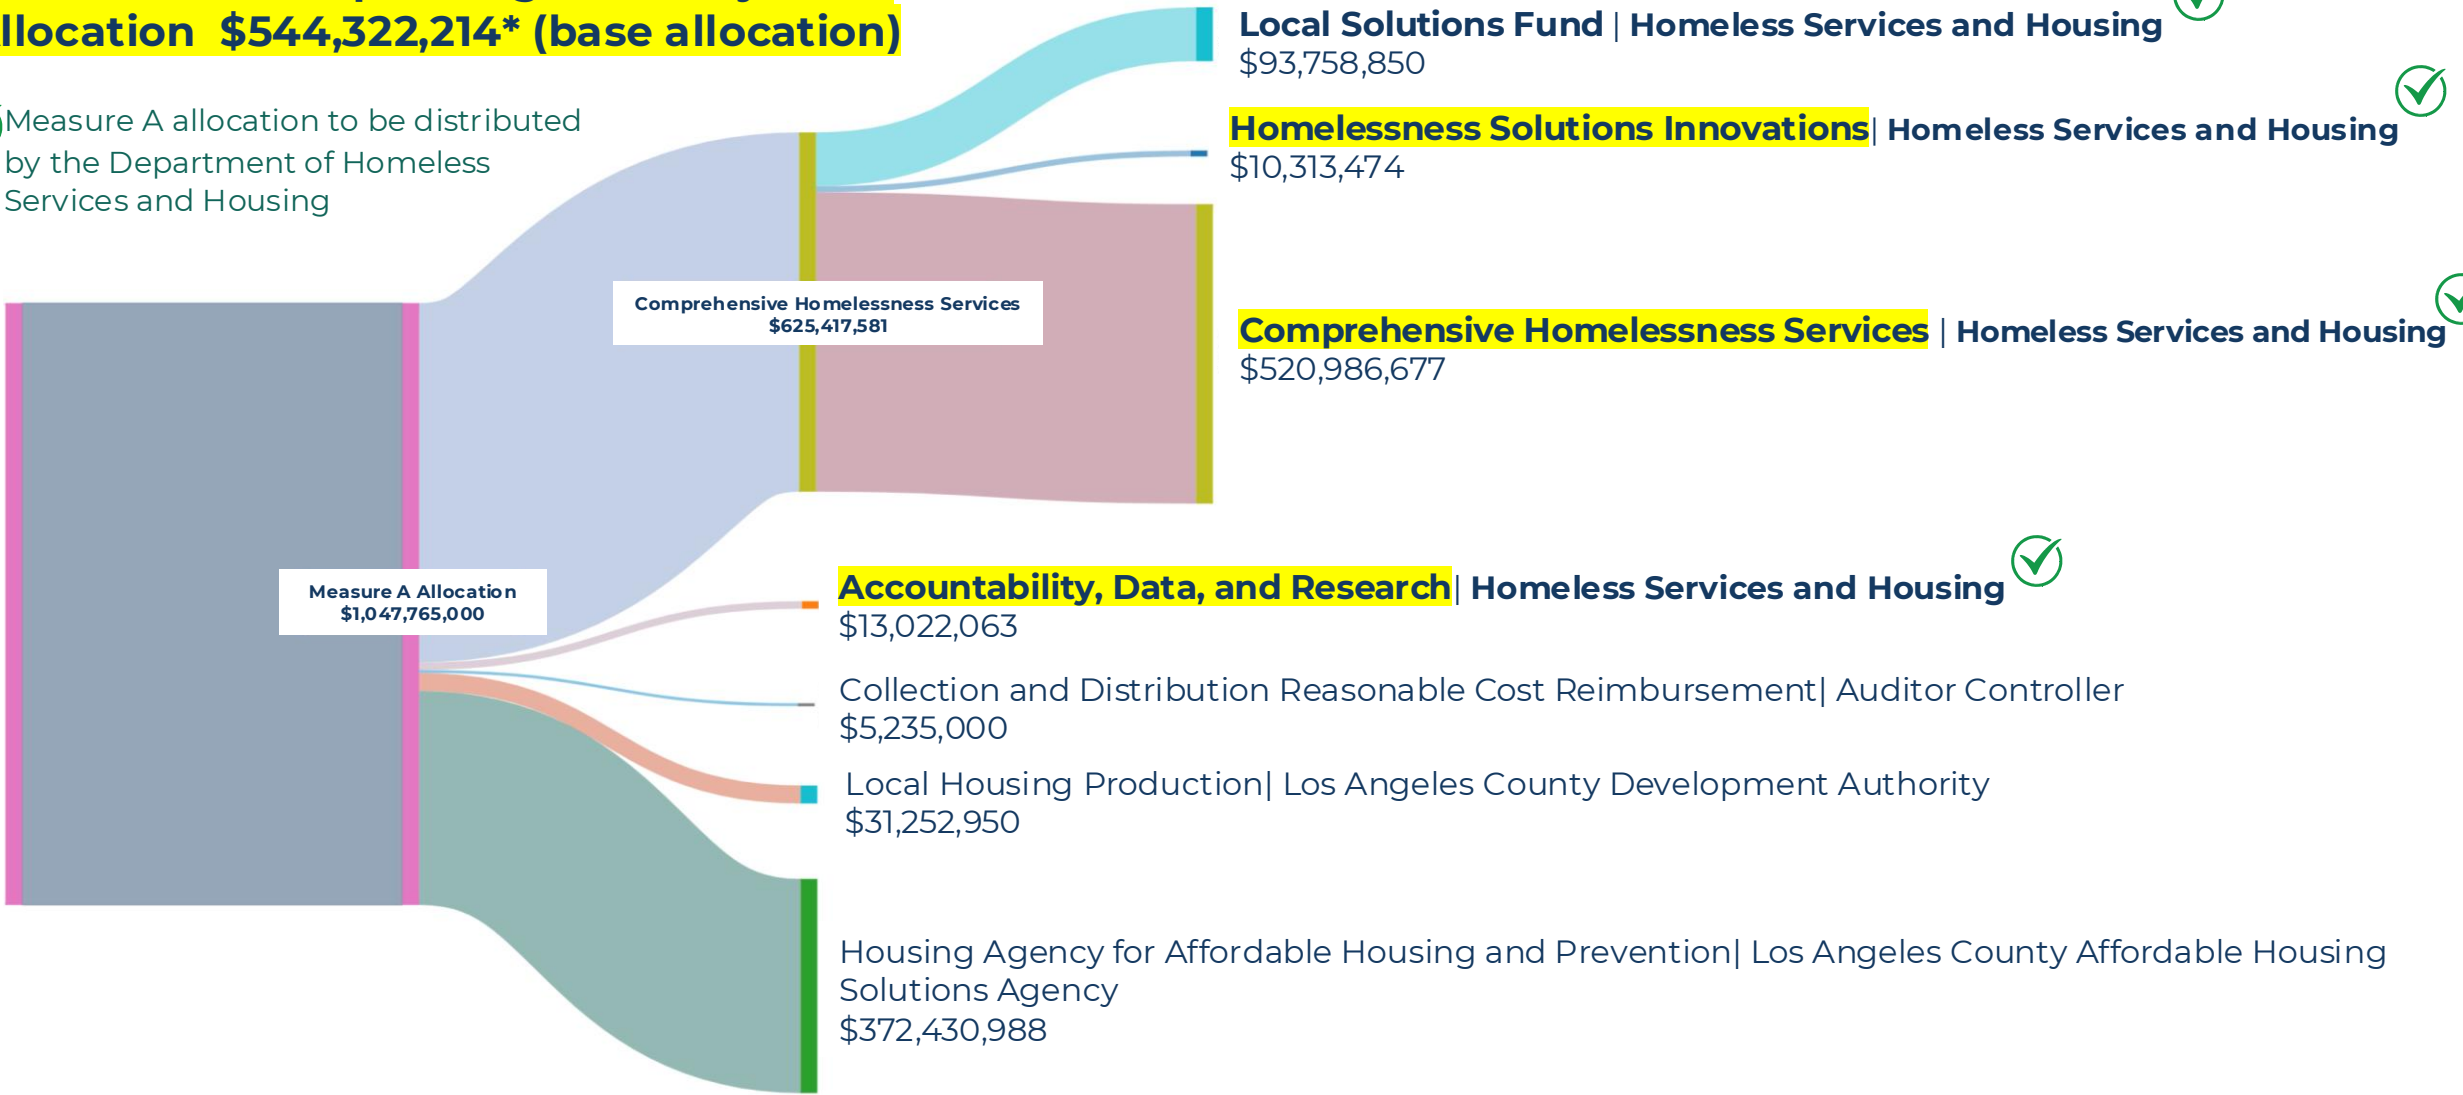 llocation $544,322,214* (base allocation)
Measure A allocation to be distributed
by the Department of Homeless
Services and Housing
Local Solutions Fund | Homeless Services and Housing
$93,758,850
Homelessness Solutions Innovations| Homeless Services and Housing
$10,313,474
Comprehensive Homelessness Services
$625,417,581
Comprehensive Homelessness Services | Homeless Services and Housing
$520,986,677
Measure A Allocation
$1,047,765,000
Accountability, Data, and Research| Homeless Services and Housing
$13,022,063
Collection and Distribution Reasonable Cost Reimbursement| Auditor Controller
$5,235,000
Local Housing Production| Los Angeles County Development Authority
$31,252,950
Housing Agency for Affordable Housing and Prevention| Los Angeles County Affordable Housing
Solutions Agency
$372,430,988